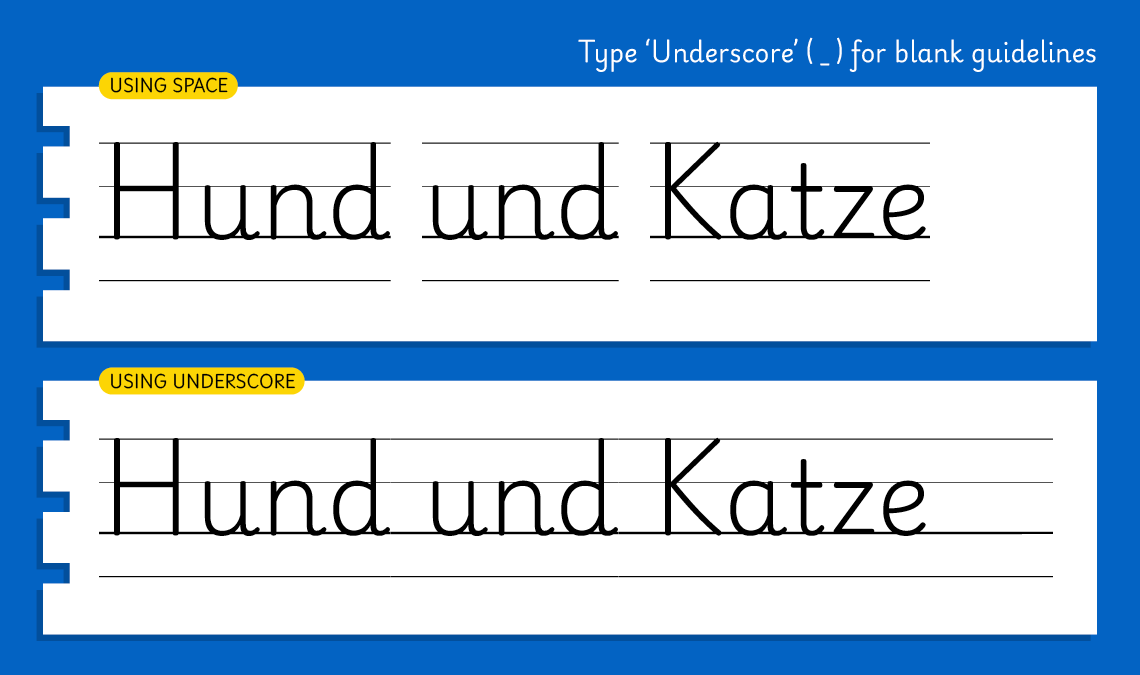 Type ‘Underscore’ ( _ ) for blank guidelines
USING SPACE
Hund und Katze
USING UNDERSCORE
Hund und Katze